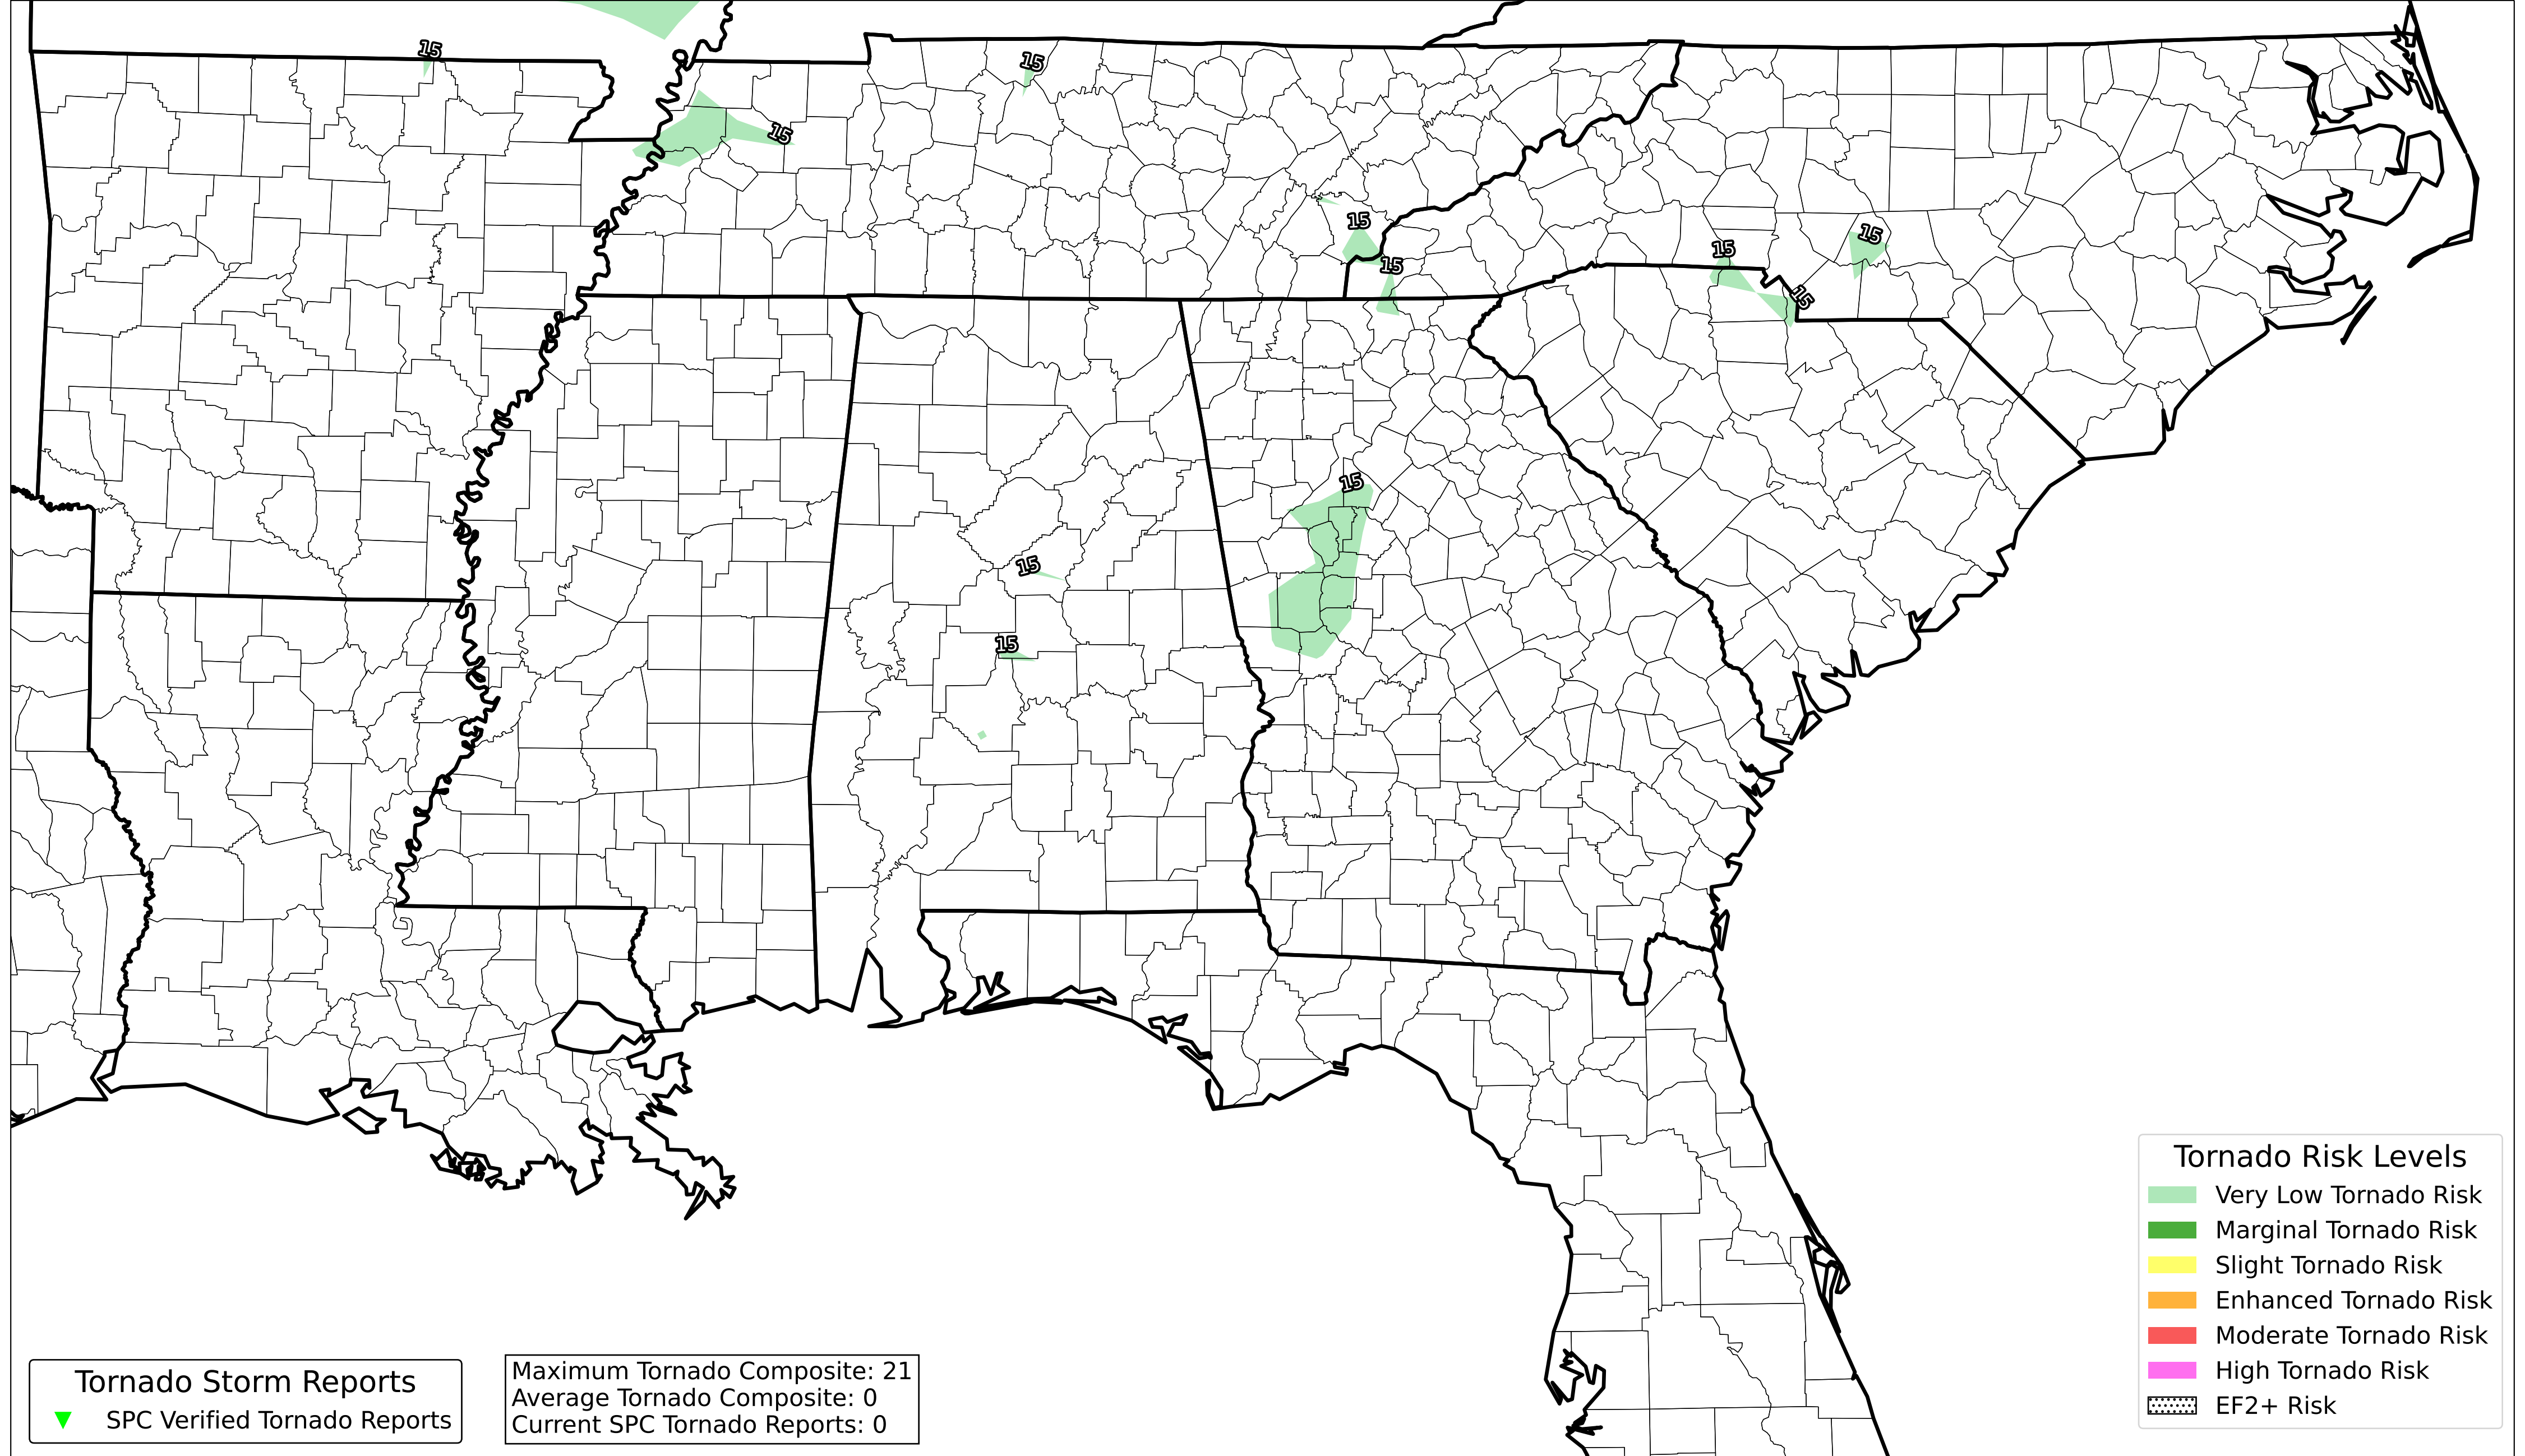 15
15
15
15
15
15
15
15
15
15
15
Tornado Risk Levels
Very Low Tornado Risk
Marginal Tornado Risk
Slight Tornado Risk
Enhanced Tornado Risk
Moderate Tornado Risk
High Tornado Risk
EF2+ Risk
Tornado Storm Reports
SPC Verified Tornado Reports
Maximum Tornado Composite: 21
Average Tornado Composite: 0
Current SPC Tornado Reports: 0